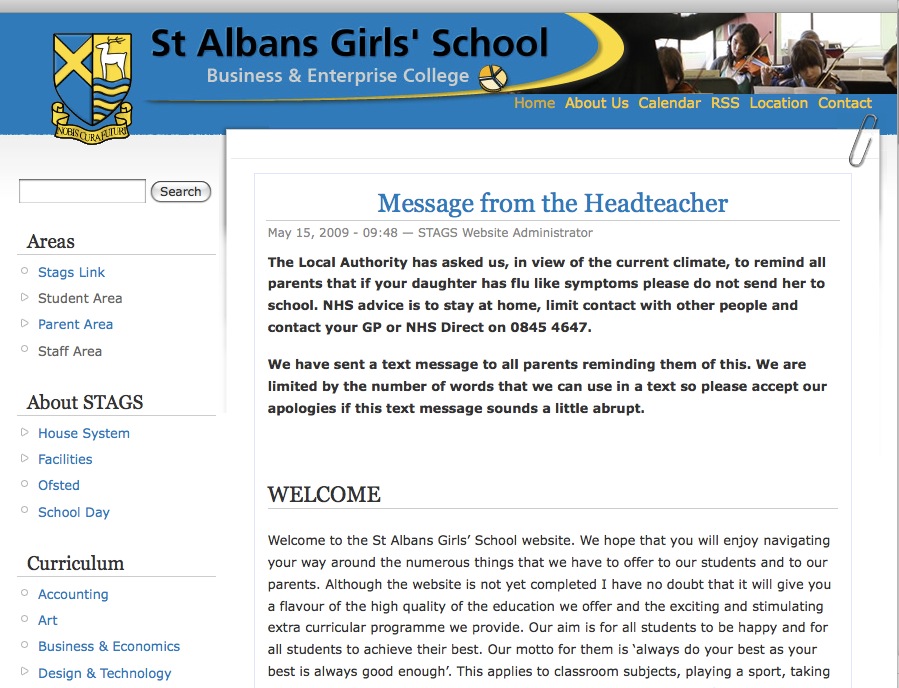 St Albans Girls' School
Business & Enterprise College
NOBIS CURA FUTURI
Home About Us Calendar RSS Location Contact
Search
Areas
Stags Link
Student Area
Parent Area
Staff Area
About STAGS
House System
Facilities
Ofsted
School Day
Curriculum
Accounting
Art
Business & Economics
Design & Technology
Message from the Headteacher
May 15, 2009 - 09:48 — STAGS Website Administrator
The Local Authority has asked us, in view of the current climate, to remind all
parents that if your daughter has flu like symptoms please do not send her to
school. NHS advice is to stay at home, limit contact with other people and
contact your GP or NHS Direct on 0845 4647.
We have sent a text message to all parents reminding them of this. We are
limited by the number of words that we can use in a text so please accept our
apologies if this text message sounds a little abrupt.
WELCOME
Welcome to the St Albans Girls’ School website. We hope that you will enjoy navigating
your way around the numerous things that we have to offer to our students and to our
parents. Although the website is not yet completed I have no doubt that it will give you
a flavour of the high quality of the education we offer and the exciting and stimulating
extra curricular programme we provide. Our aim is for all students to be happy and for
all students to achieve their best. Our motto for them is ‘always do your best as your
best is always good enough’. This applies to classroom subjects, playing a sport, taking